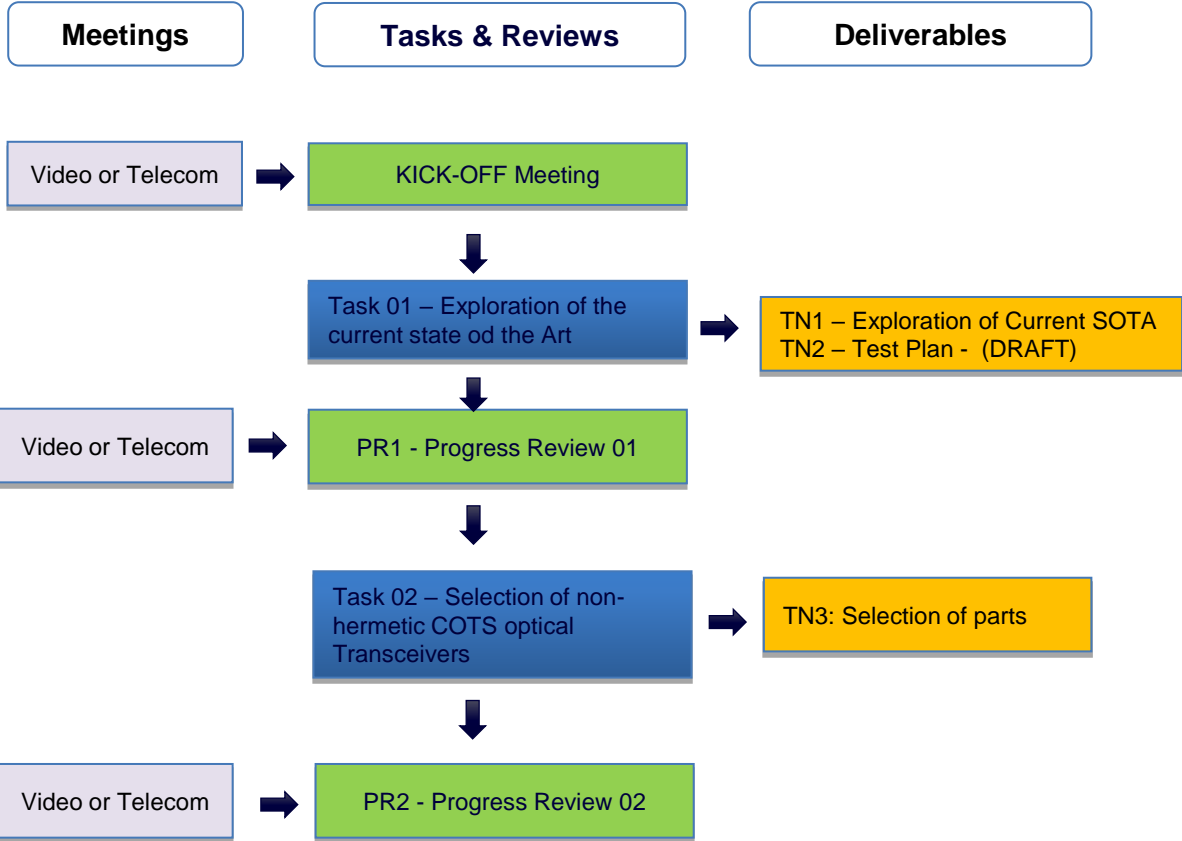 Meetings
Tasks & Reviews
Deliverables
Video or Telecom
KICK-OFF Meeting
Task 01 – Exploration of the
current state od the Art
TN1 – Exploration of Current SOTA
TN2 – Test Plan - (DRAFT)
Video or Telecom
PR1 - Progress Review 01
Task 02 – Selection of non-
hermetic COTS optical
Transceivers
TN3: Selection of parts
Video or Telecom
PR2 - Progress Review 02